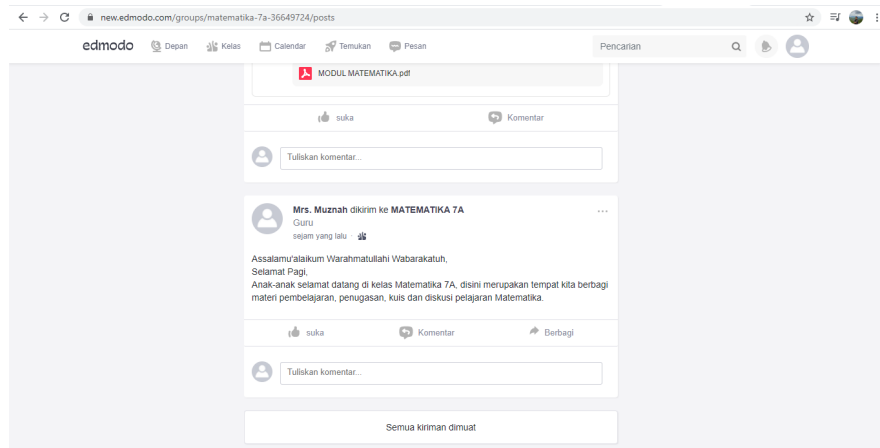 new.edmodo.com/groups/matematika-7a-36649724/posts
edmodo Depan Kelas Calendar Temukan Pesan Pencarian
MODUL MATEMATIKA.pdf
suka Komentar
Tuliskan komentar...
Mrs. Muznah dikirim ke MATEMATIKA 7A
Guru
sejam yang lalu ·
Assalamu'alaikum Warahmatullahi Wabarakatuh,
Selamat Pagi,
Anak-anak selamat datang di kelas Matematika 7A, disini merupakan tempat kita berbagi
materi pembelajaran, penugasan, kuis dan diskusi pelajaran Matematika.
suka Komentar Berbagi
Tuliskan komentar...
Semua kiriman dimuat